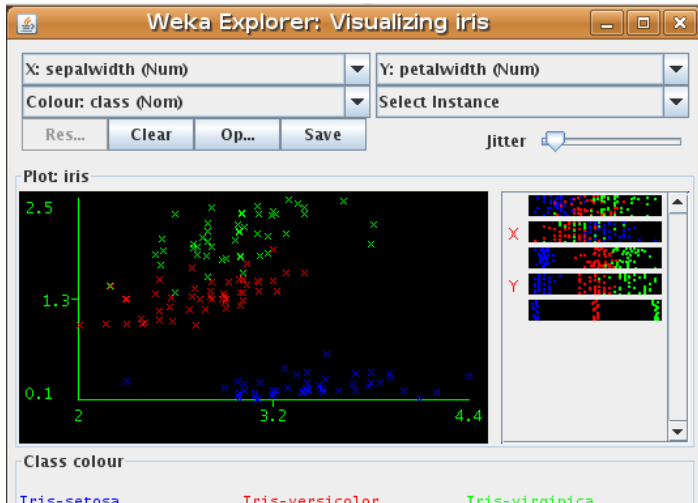 Weka Explorer: Visualizing iris
X: sepalwidth (Num) Y: petalwidth (Num)
Colour: class (Nom) Select Instance
Res... Clear Op... Save Jitter
Plot: iris
2.5
X
Y
1.3
0.1
2 3.2 4.4
Class colour
Iris-setosa Iris-versicolor Iris-virginica